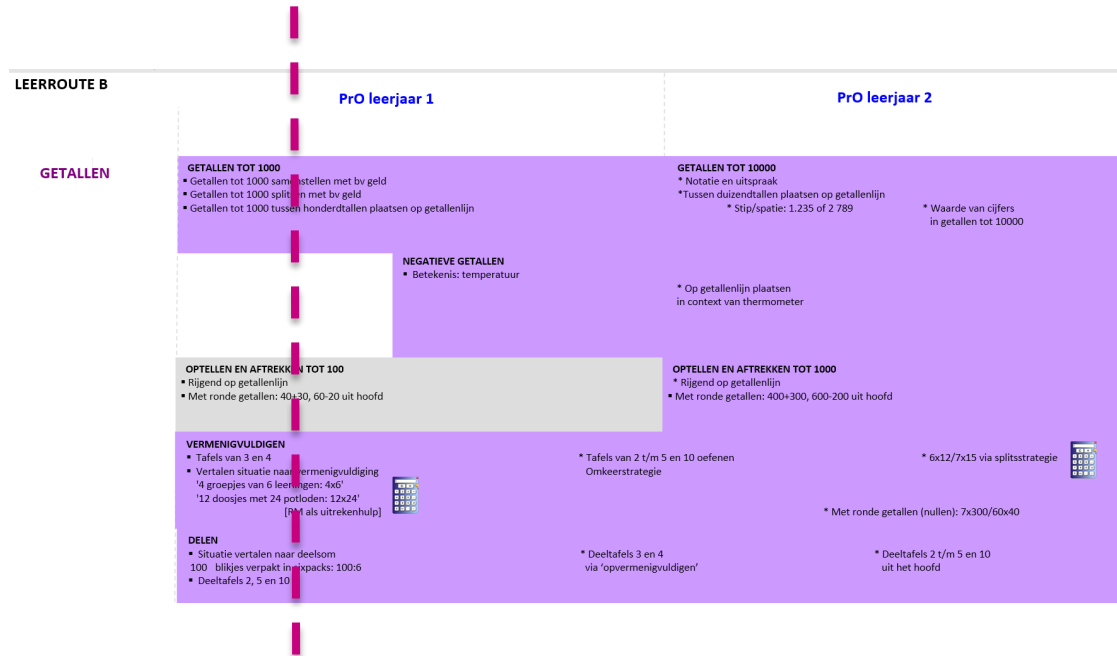 LEERROUTE B
PrO leerjaar 1
PrO leerjaar 2
GETALLEN
GETALLEN TOT 1000
▪ Getallen tot 1000 samenstellen met bv geld
▪ Getallen tot 1000 splitsen met bv geld
▪ Getallen tot 1000 tussen honderdtallen plaatsen op getallenlijn
GETALLEN TOT 10000
* Notatie en uitspraak
*Tussen duizendtallen plaatsen op getallenlijn
* Stip/spatie: 1.235 of 2 789
* Waarde van cijfers
in getallen tot 10000
NEGATIEVE GETALLEN
▪ Betekenis: temperatuur
* Op getallenlijn plaatsen
in context van thermometer
OPTELLEN EN AFTREKKEN TOT 100
▪ Rijgend op getallenlijn
▪ Met ronde getallen: 40+30, 60-20 uit hoofd
OPTELLEN EN AFTREKKEN TOT 1000
* Rijgend op getallenlijn
▪ Met ronde getallen: 400+300, 600-200 uit hoofd
VERMENIGVULDIGEN
▪ Tafels van 3 en 4
▪ Vertalen situatie naar vermenigvuldiging
'4 groepjes van 6 leerlingen: 4x6'
'12 doosjes met 24 potloden: 12x24'
[RM als uitrekenhulp]
* Tafels van 2 t/m 5 en 10 oefenen
Omkeerstrategie
* 6x12/7x15 via splitsstrategie
* Met ronde getallen (nullen): 7x300/60x40
DELEN
▪ Situatie vertalen naar deelsom
100 blikjes verpakt in sixpacks: 100:6
▪ Deeltafels 2, 5 en 10
* Deeltafels 3 en 4
via ‘opvermenigvuldigen’
* Deeltafels 2 t/m 5 en 10
uit het hoofd